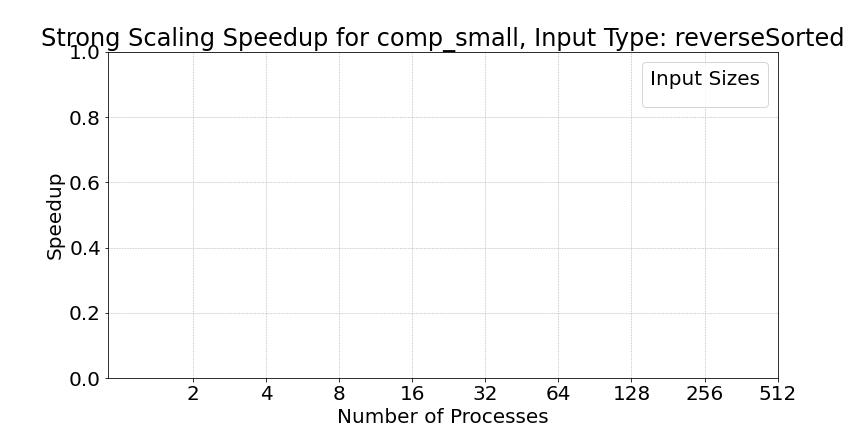 Strong Scaling Speedup for comp_small, Input Type: reverseSorted
Input Sizes
Speedup
1.0
0.8
0.6
0.4
0.2
0.0
2 4 8 16 32 64 128 256 512
Number of Processes